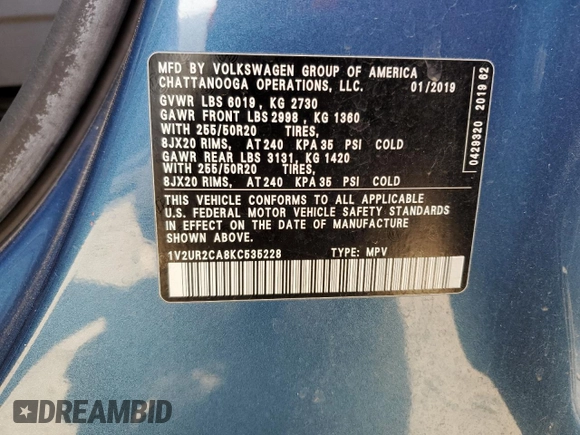 MFD BY VOLKSWAGEN GROUP OF AMERICA
CHATTANOOGA OPERATIONS, LLC. 01/2019
GVWR LBS 6019, KG 2730
GAWR FRONT LBS 2998, KG 1360
WITH 255/50R20 TIRES,
8JX20 RIMS, AT 240 KPA 35 PSI COLD
GAWR REAR LBS 3131, KG 1420
WITH 255/50R20 TIRES,
8JX20 RIMS, AT 240 KPA 35 PSI COLD
THIS VEHICLE CONFORMS TO ALL APPLICABLE
U.S. FEDERAL MOTOR VEHICLE SAFETY STANDARDS
IN EFFECT ON THE DATE OF MANUFACTURE
SHOWN ABOVE.
1V2UR2CA8KC535228 TYPE: MPV
0429320 2019 62
DREAMBID